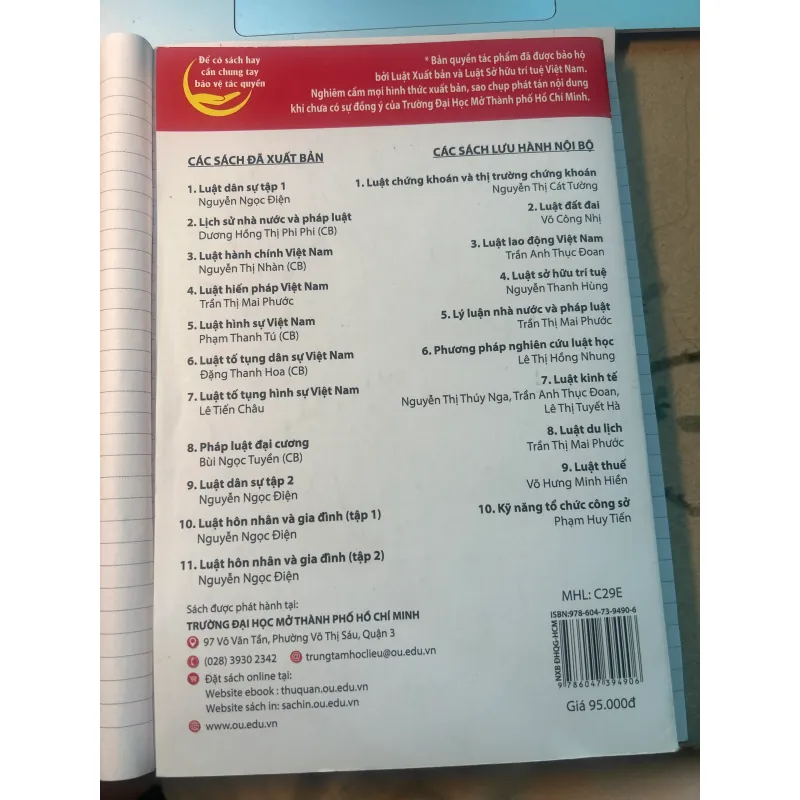 Để có sách hay
cần chung tay
bảo vệ tác quyền
* Bản quyền tác phẩm đã được bảo hộ
bởi Luật Xuất bản và Luật Sở hữu trí tuệ Việt Nam.
Nghiêm cấm mọi hình thức xuất bản, sao chụp phát tán nội dung
khi chưa có sự đồng ý của Trường Đại Học Mở Thành phố Hồ Chí Minh.
CÁC SÁCH ĐÃ XUẤT BẢN
1. Luật dân sự tập 1
Nguyễn Ngọc Điện
2. Lịch sử nhà nước và pháp luật
Dương Hồng Thị Phi Phi (CB)
3. Luật hành chính Việt Nam
Nguyễn Thị Nhàn (CB)
4. Luật hiến pháp Việt Nam
Trần Thị Mai Phước
5. Luật hình sự Việt Nam
Phạm Thanh Tú (CB)
6. Luật tố tụng dân sự Việt Nam
Đặng Thanh Hoa (CB)
7. Luật tố tụng hình sự Việt Nam
Lê Tiến Châu
8. Pháp luật đại cương
Bùi Ngọc Tuyền (CB)
9. Luật dân sự tập 2
Nguyễn Ngọc Điện
10. Luật hôn nhân và gia đình (tập 1)
Nguyễn Ngọc Điện
11. Luật hôn nhân và gia đình (tập 2)
Nguyễn Ngọc Điện
CÁC SÁCH LƯU HÀNH NỘI BỘ
1. Luật chứng khoán và thị trường chứng khoán
Nguyễn Thị Cát Tường
2. Luật đất đai
Võ Công Nhị
3. Luật lao động Việt Nam
Trần Anh Thục Đoan
4. Luật sở hữu trí tuệ
Nguyễn Thanh Hùng
5. Lý luận nhà nước và pháp luật
Trần Thị Mai Phước
6. Phương pháp nghiên cứu luật học
Lê Thị Hồng Nhung
7. Luật kinh tế
Nguyễn Thị Thúy Nga, Trần Anh Thục Đoan,
Lê Thị Tuyết Hà
8. Luật du lịch
Trần Thị Mai Phước
9. Luật thuế
Võ Hưng Minh Hiền
10. Kỹ năng tổ chức công sở
Phạm Huy Tiến
Sách được phát hành tại:
TRƯỜNG ĐẠI HỌC MỞ THÀNH PHỐ HỒ CHÍ MINH
97 Võ Văn Tần, Phường Võ Thị Sáu, Quận 3
(028) 3930 2342 trungtamhoclieu@ou.edu.vn
Đặt sách online tại:
Website ebook : thuquan.ou.edu.vn
Website sách in: sachin.ou.edu.vn
www.ou.edu.vn
MHL: C29E
ISBN:978-604-73-9490-6
NXB ĐHQG-HCM
9 786047 394906
Giá 95.000đ